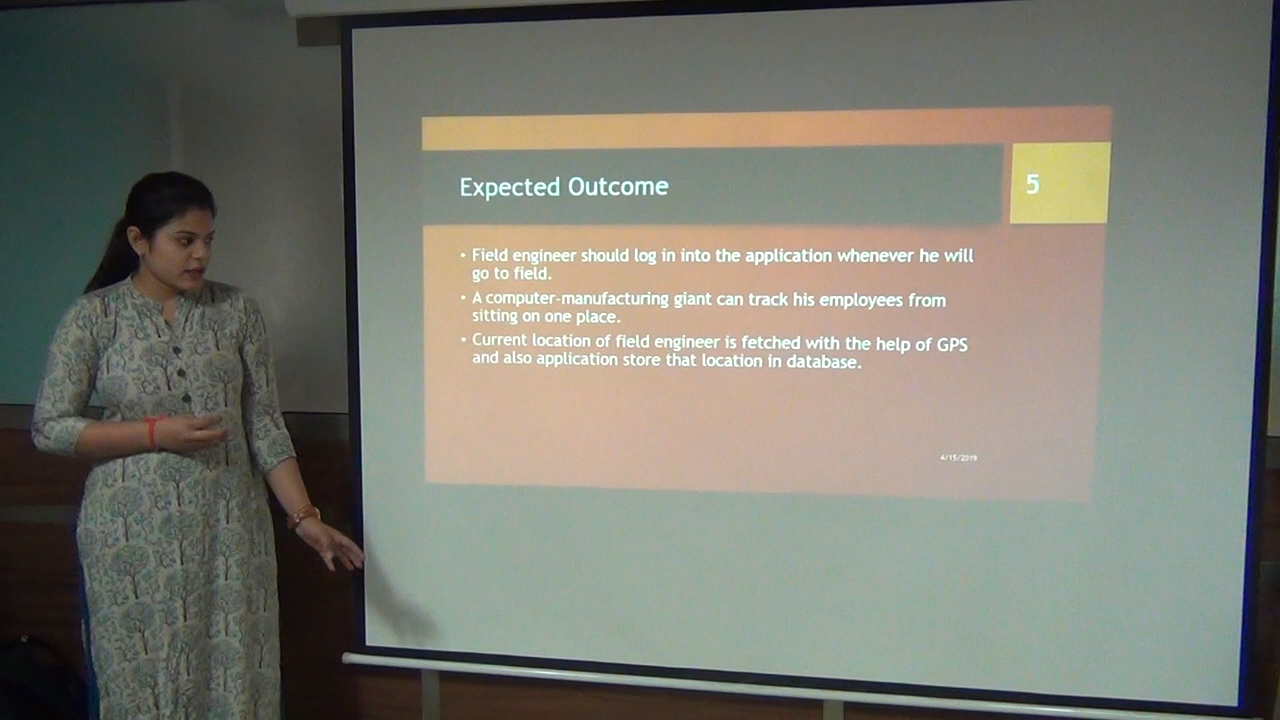 Expected Outcome
5
• Field engineer should log in into the application whenever he will
go to field.
• A computer-manufacturing giant can track his employees from
sitting on one place.
• Current location of field engineer is fetched with the help of GPS
and also application store that location in database.
4/15/2019